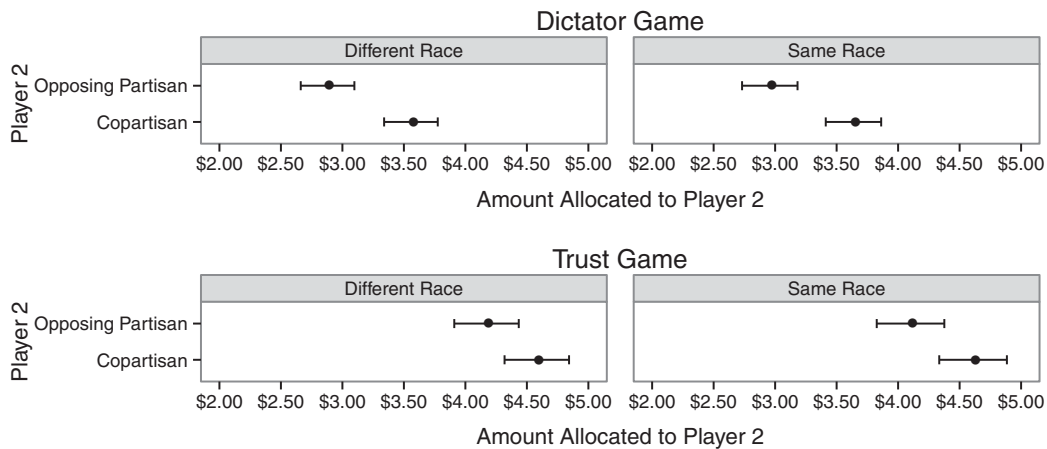 Dictator Game
Different Race
Same Race
Player 2
Opposing Partisan
Copartisan
$2.00 $2.50 $3.00 $3.50 $4.00 $4.50 $5.00
$2.00 $2.50 $3.00 $3.50 $4.00 $4.50 $5.00
Amount Allocated to Player 2
Trust Game
Different Race
Same Race
Player 2
Opposing Partisan
Copartisan
$2.00 $2.50 $3.00 $3.50 $4.00 $4.50 $5.00
$2.00 $2.50 $3.00 $3.50 $4.00 $4.50 $5.00
Amount Allocated to Player 2